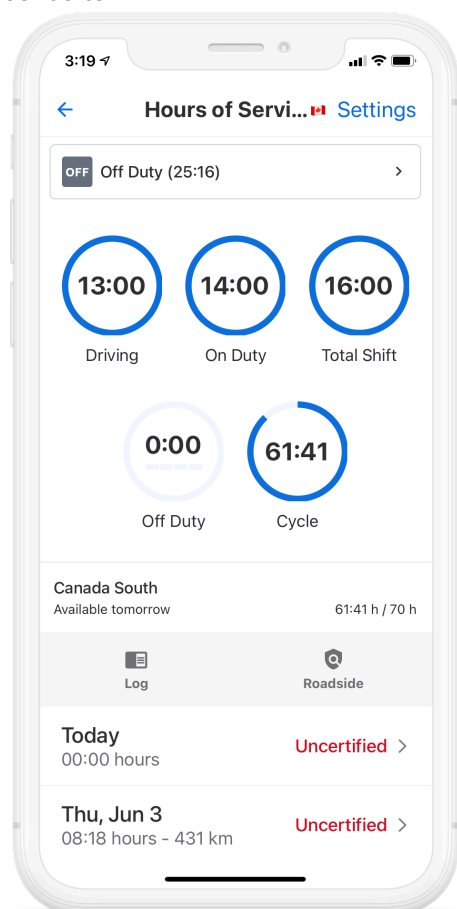 3:19
Hours of Servi... Settings
OFF Off Duty (25:16)
13:00 14:00 16:00
Driving On Duty Total Shift
0:00 61:41
Off Duty Cycle
Canada South
Available tomorrow 61:41 h / 70 h
Log Roadside
Today
00:00 hours
Uncertified
Thu, Jun 3
08:18 hours - 431 km
Uncertified